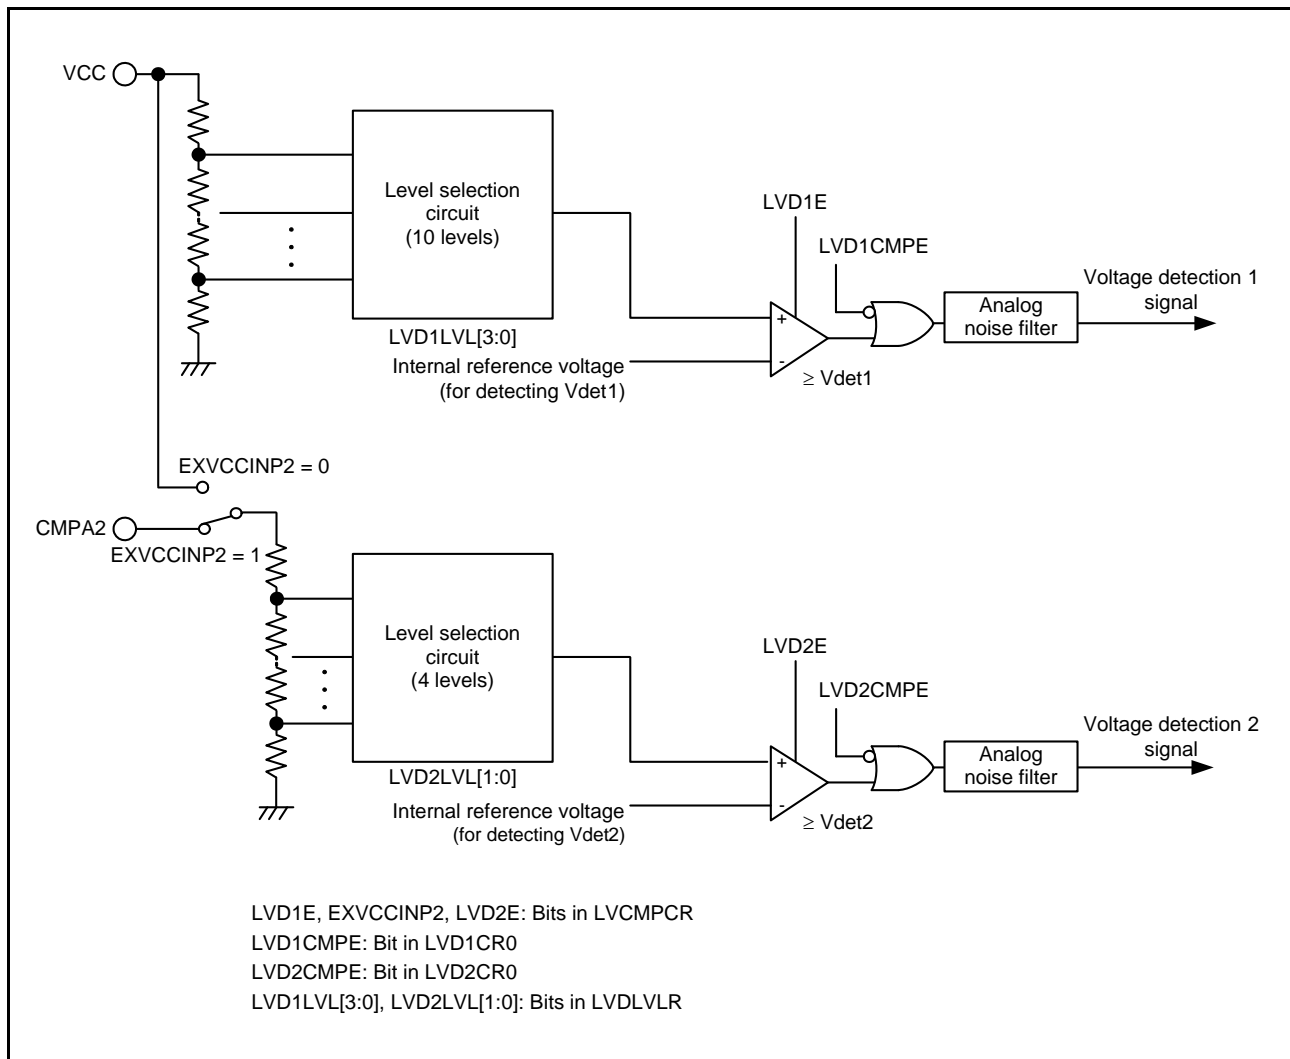 VCC
Level selection
circuit
(10 levels)
LVD1LVL[3:0]
LVD1E
LVD1CMPE
+
-
≥ Vdet1
Internal reference voltage
(for detecting Vdet1)
Analog
noise filter
Voltage detection 1
signal
EXVCCINP2 = 0
CMPA2
EXVCCINP2 = 1
Level selection
circuit
(4 levels)
LVD2LVL[1:0]
LVD2E
LVD2CMPE
+
-
≥ Vdet2
Internal reference voltage
(for detecting Vdet2)
Analog
noise filter
Voltage detection 2
signal
LVD1E, EXVCCINP2, LVD2E: Bits in LVCMPCR
LVD1CMPE: Bit in LVD1CR0
LVD2CMPE: Bit in LVD2CR0
LVD1LVL[3:0], LVD2LVL[1:0]: Bits in LVDLVLR